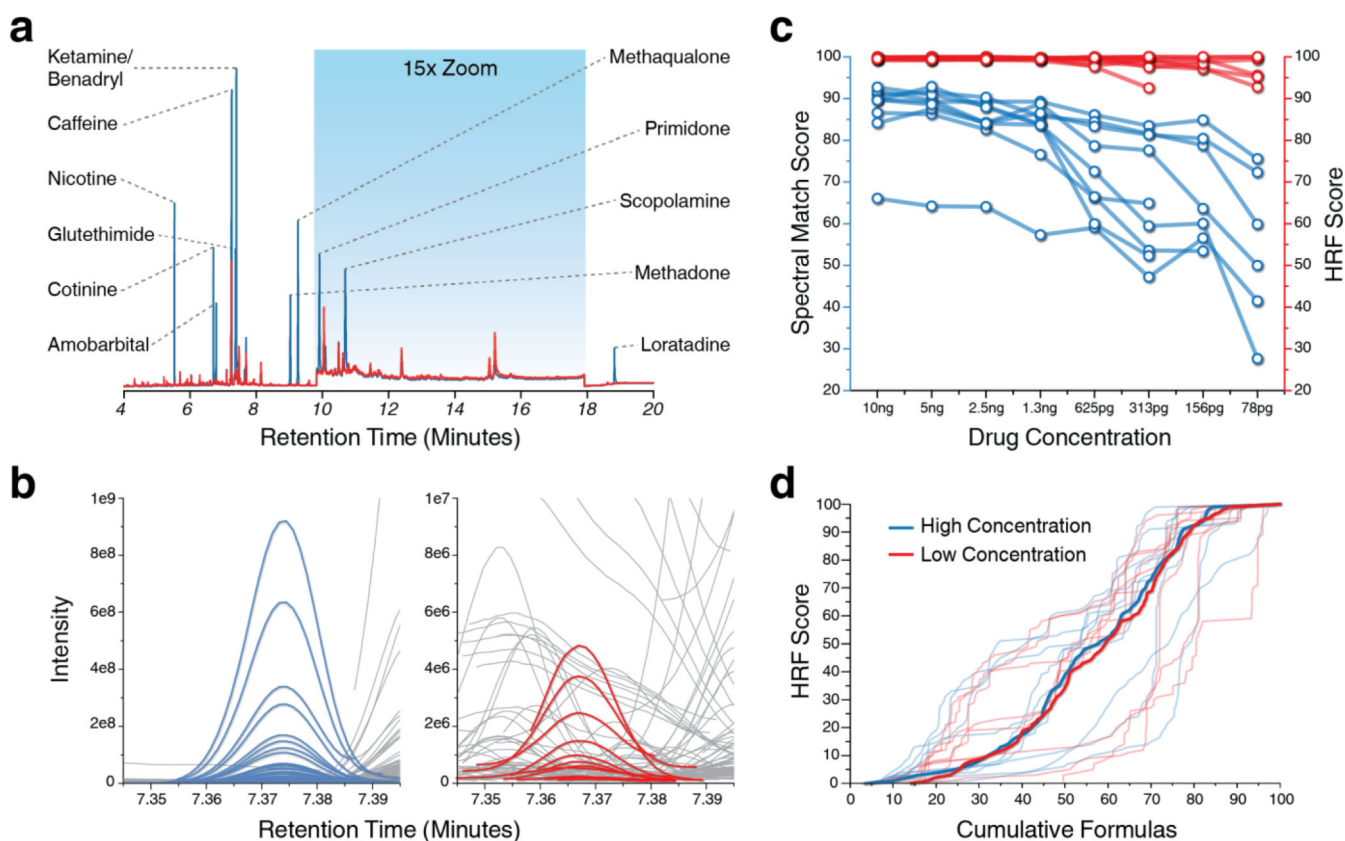 a
Ketamine/
Benadryl
Caffeine
Nicotine
Glutethimide
Cotinine
Amobarbital
15x Zoom
Methaqualone
Primidone
Scopolamine
Methadone
Loratadine
4 6 8 10 12 14 16 18 20
Retention Time (Minutes)
b
Intensity
1e9
8e8
6e8
4e8
2e8
0
7.35 7.36 7.37 7.38 7.39
1e7
8e6
6e6
4e6
2e6
0
7.35 7.36 7.37 7.38 7.39
Retention Time (Minutes)
c
Spectral Match Score
100
90
80
70
60
50
40
30
20
100
90
80
70
60
50
40
30
20
HRF Score
10ng 5ng 2.5ng 1.3ng 625pg 313pg 156pg 78pg
Drug Concentration
d
HRF Score
100
90
80
70
60
50
40
30
20
10
0
High Concentration
Low Concentration
0 10 20 30 40 50 60 70 80 90 100
Cumulative Formulas